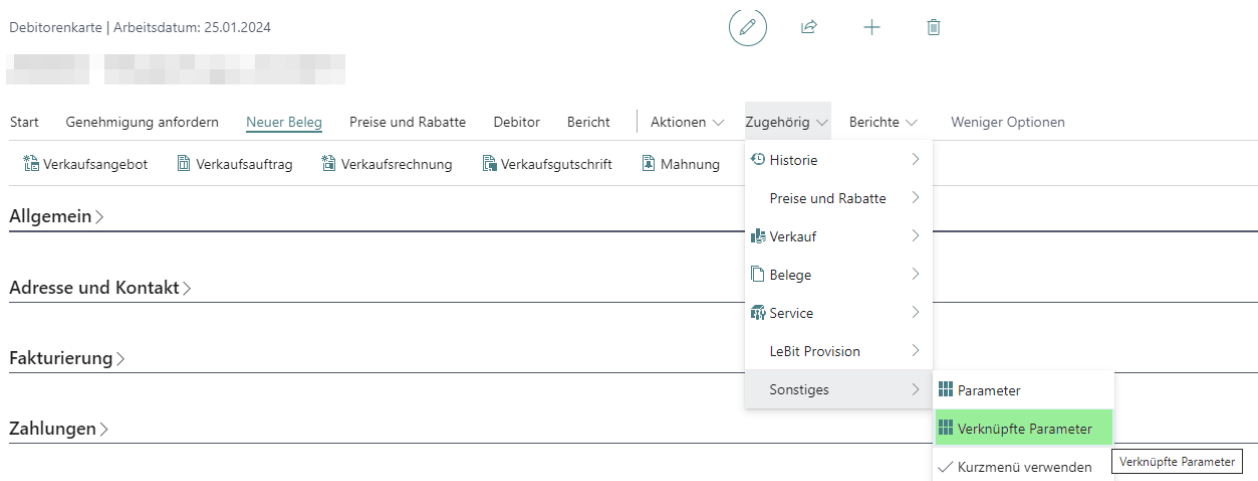 Debitorenkarte | Arbeitsdatum: 25.01.2024
Start Genehmigung anfordern Neuer Beleg Preise und Rabatte Debitor Bericht Aktionen Zugehörig Berichte Weniger Optionen
Verkaufsangebot Verkaufsauftrag Verkaufsrechnung Verkaufsgutschrift Mahnung
Historie
Preise und Rabatte
Verkauf
Belege
Service
LeBit Provision
Sonstiges
Parameter
Verknüpfte Parameter
Kurzmenü verwenden
Verknüpfte Parameter
Allgemein
Adresse und Kontakt
Fakturierung
Zahlungen